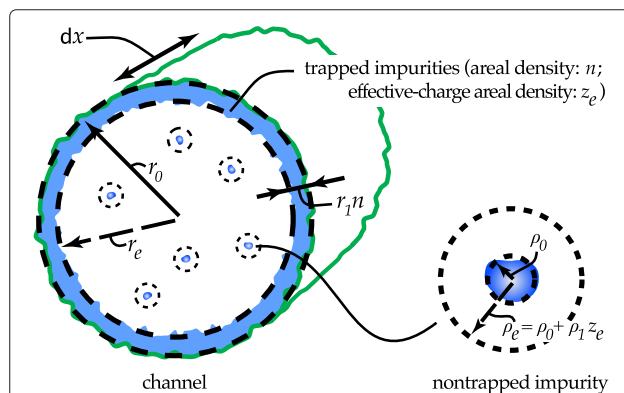 dx
trapped impurities (areal density: n;
effective-charge areal density: z_e)
r_0
r_1 n
r_e
ρ_0
ρ_e = ρ_0 + ρ_1 z_e
channel
nontrapped impurity